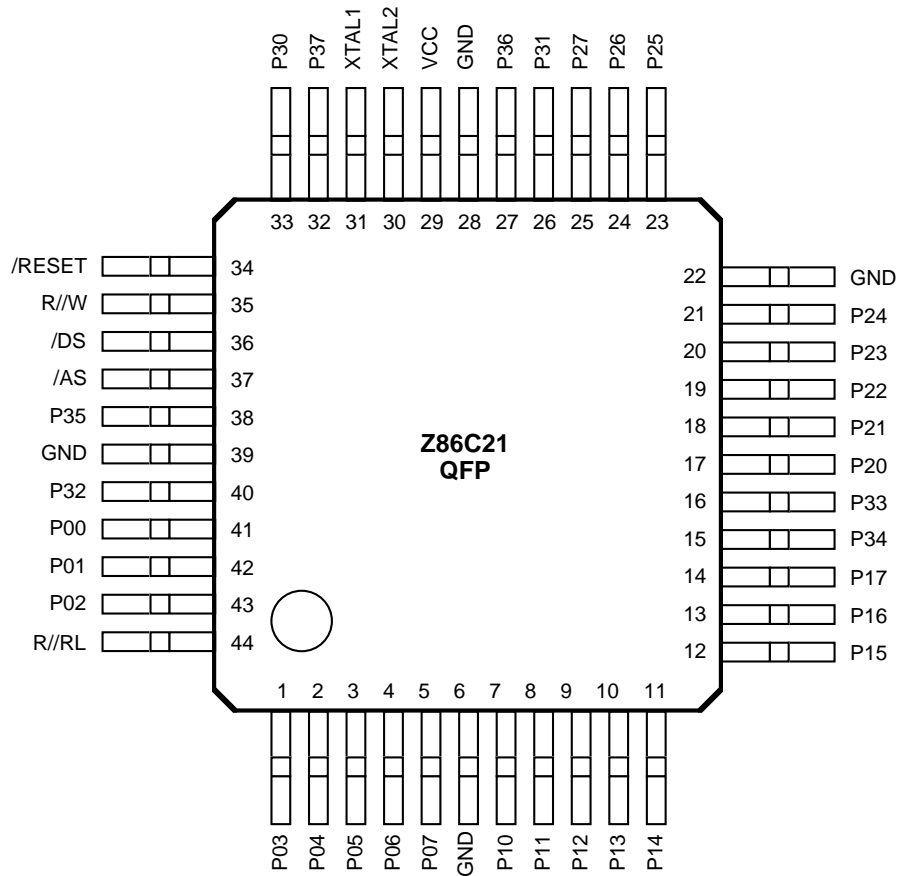 P30 P37 XTAL1 XTAL2 VCC GND P36 P31 P27 P26 P25
33 32 31 30 29 28 27 26 25 24 23
/RESET 34
R//W 35
/DS 36
/AS 37
P35 38
GND 39
P32 40
P00 41
P01 42
P02 43
R//RL 44
Z86C21
QFP
22 GND
21 P24
20 P23
19 P22
18 P21
17 P20
16 P33
15 P34
14 P17
13 P16
12 P15
1 2 3 4 5 6 7 8 9 10 11
P03 P04 P05 P06 P07 GND P10 P11 P12 P13 P14